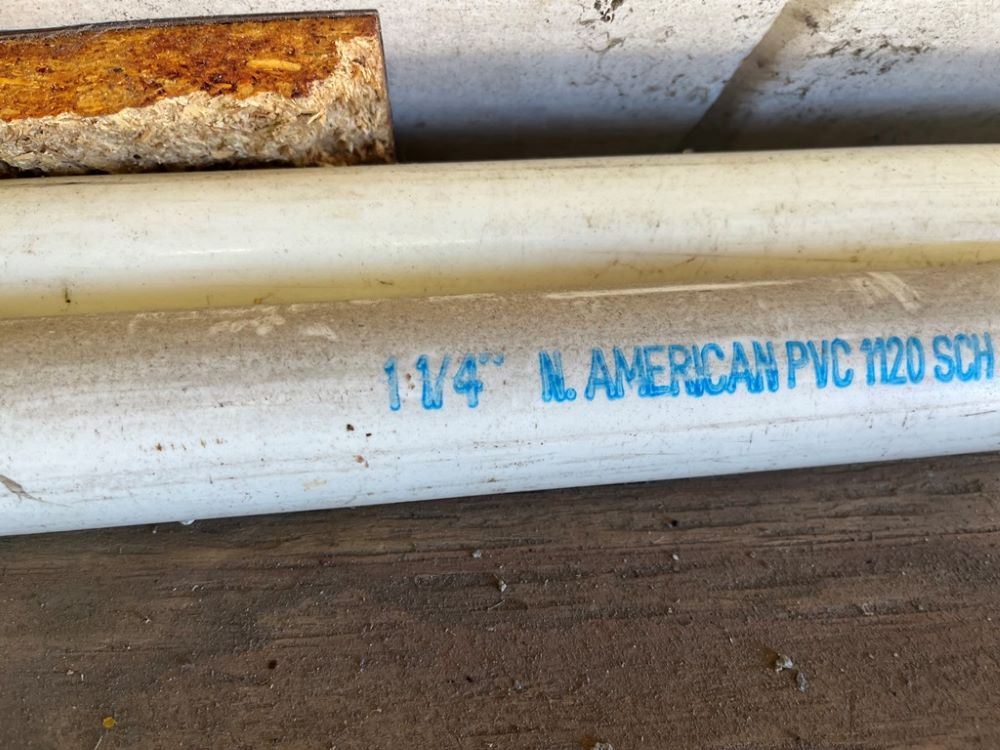 1 1/4" N. AMERICAN PVC 1120 SCH